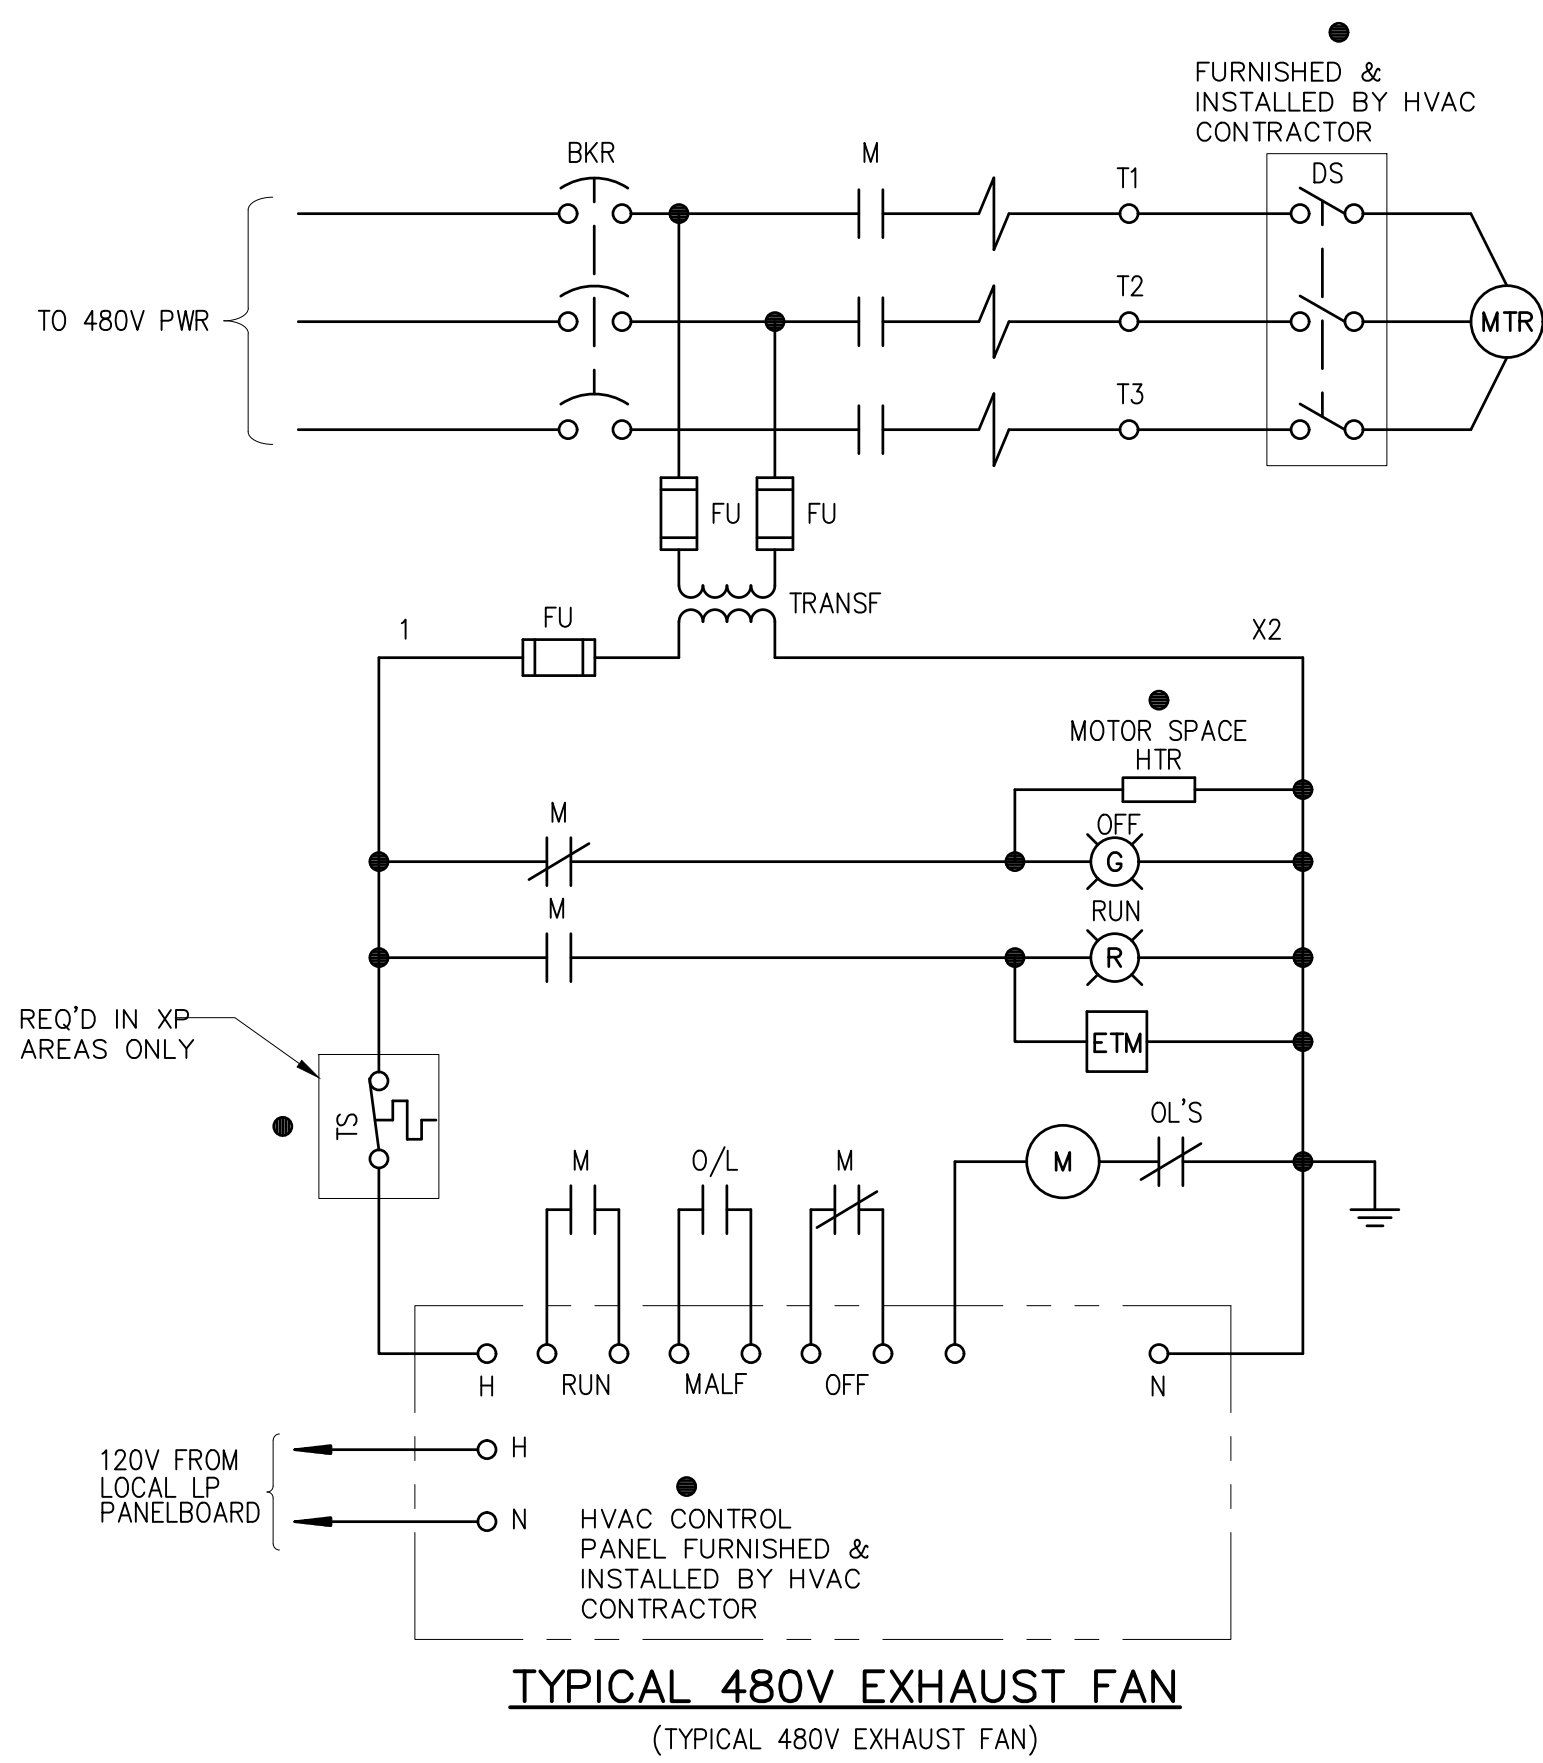 FURNISHED &
INSTALLED BY HVAC
CONTRACTOR
BKR
M
T1
DS
TO 480V PWR
T2
MTR
T3
FU
FU
TRANSF
FU
1
X2
MOTOR SPACE
HTR
M
OFF
G
M
RUN
R
REQ'D IN XP
AREAS ONLY
ETM
TS
OL'S
M
O/L
M
M
H
RUN
MALF
OFF
N
H
120V FROM
LOCAL LP
PANELBOARD
N
HVAC CONTROL
PANEL FURNISHED &
INSTALLED BY HVAC
CONTRACTOR
TYPICAL 480V EXHAUST FAN
(TYPICAL 480V EXHAUST FAN)